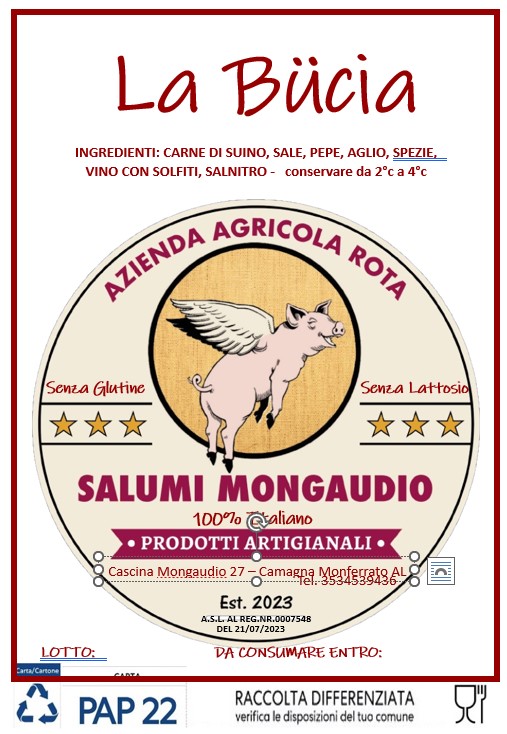 La Bücia
INGREDIENTI: CARNE DI SUINO, SALE, PEPE, AGLIO, SPEZIE,
VINO CON SOLFITI, SALNITRO - conservare da 2°c a 4°c
AZIENDA AGRICOLA ROTA
Senza Glutine
Senza Lattosio
SALUMI MONGAUDIO
100% Italiano
PRODOTTI ARTIGIANALI
Cascina Mongaudio 27 – Camagna Monferrato AL
Tel. 3534539436
Est. 2023
A.S.L. AL REG.NR.0007548
DEL 21/07/2023
LOTTO:
DA CONSUMARE ENTRO:
Carta/Cartone
CARTA
PAP 22
RACCOLTA DIFFERENZIATA
verifica le disposizioni del tuo comune